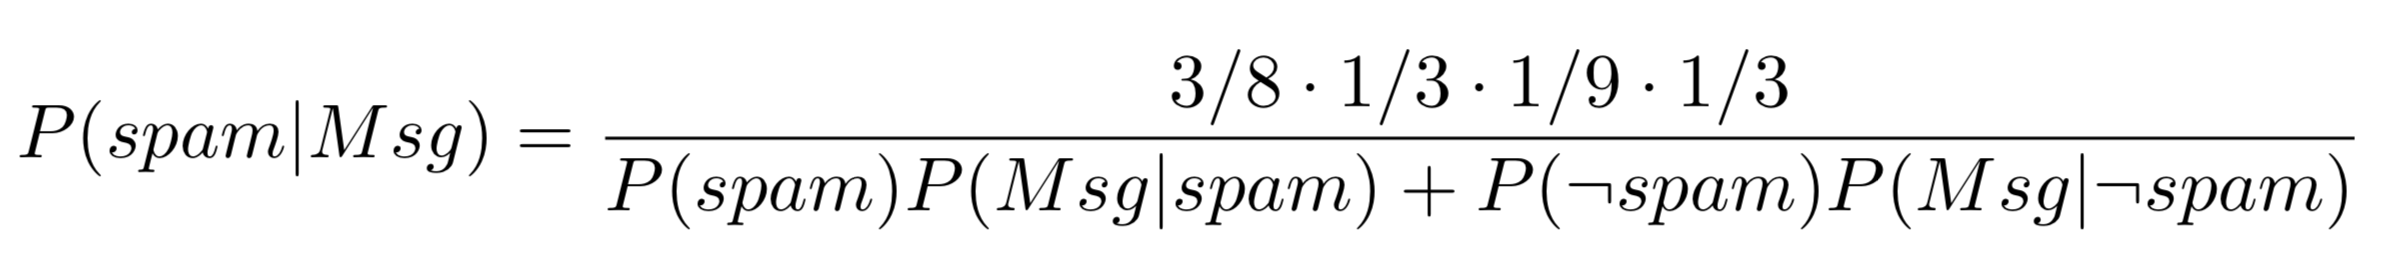 P(spam|Msg) = 3/8 · 1/3 · 1/9 · 1/3
P(spam)P(Msg|spam) + P(¬spam)P(Msg|¬spam)